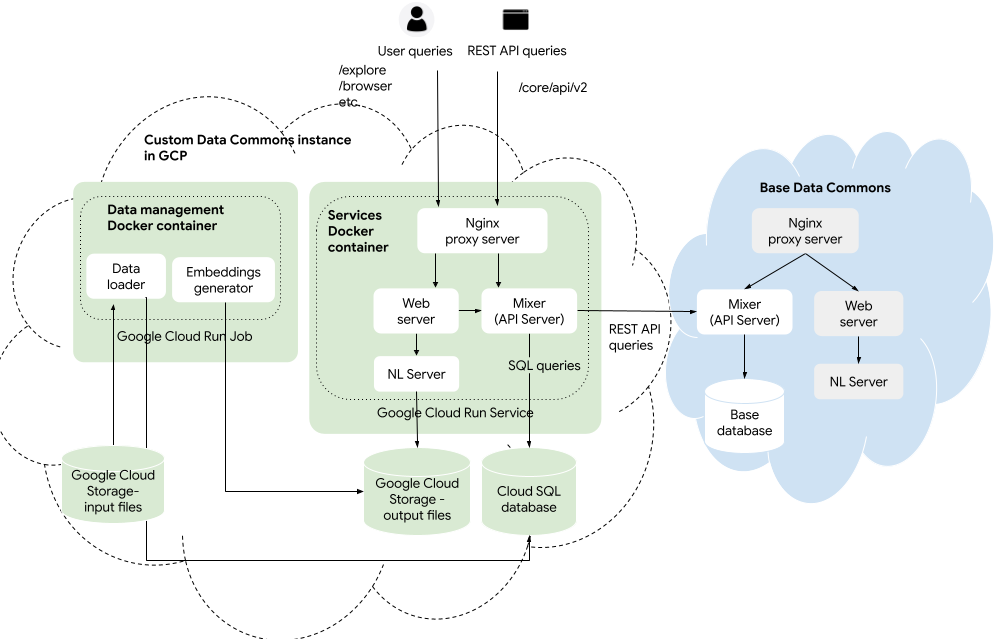 User queries
REST API queries
/explore
/browser
etc
/core/api/v2
Custom Data Commons instance
in GCP
Data management
Docker container
Data
loader
Embeddings
generator
Google Cloud Run Job
Services
Docker
container
Nginx
proxy server
Web
server
Mixer
(API Server)
NL Server
SQL queries
Google Cloud Run Service
REST API
queries
Google Cloud
Storage-
input files
Google Cloud
Storage -
output files
Cloud SQL
database
Base Data Commons
Nginx
proxy server
Mixer
(API Server)
Web
server
NL Server
Base
database